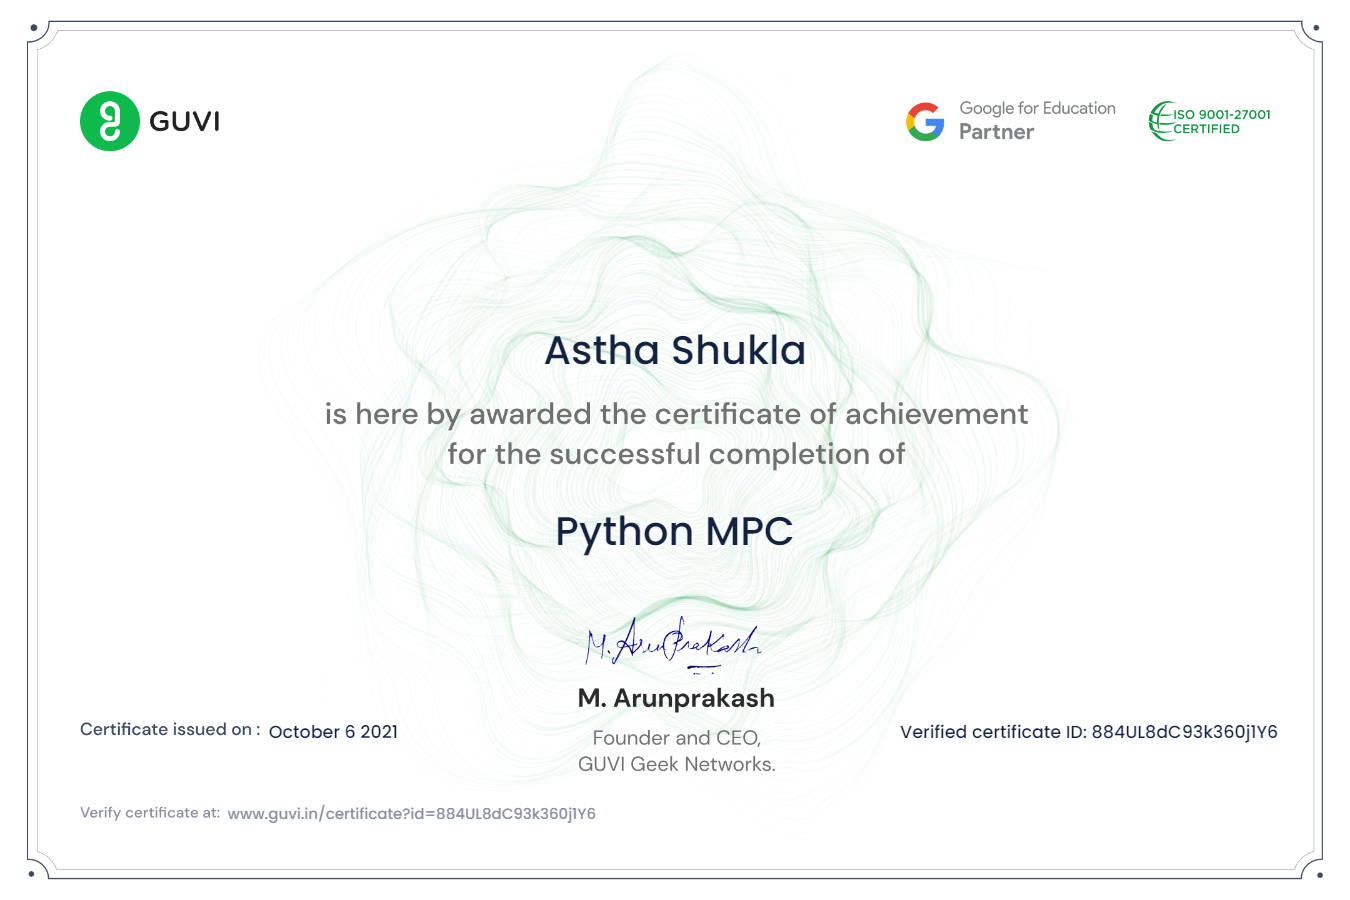 GUVI
Google for Education
Partner
ISO 9001-27001
CERTIFIED
Astha Shukla
is here by awarded the certificate of achievement
for the successful completion of
Python MPC
M. Arunprakash
M. Arunprakash
Founder and CEO,
GUVI Geek Networks.
Certificate issued on : October 6 2021
Verified certificate ID: 884UL8dC93k360j1Y6
Verify certificate at: www.guvi.in/certificate?id=884UL8dC93k360j1Y6